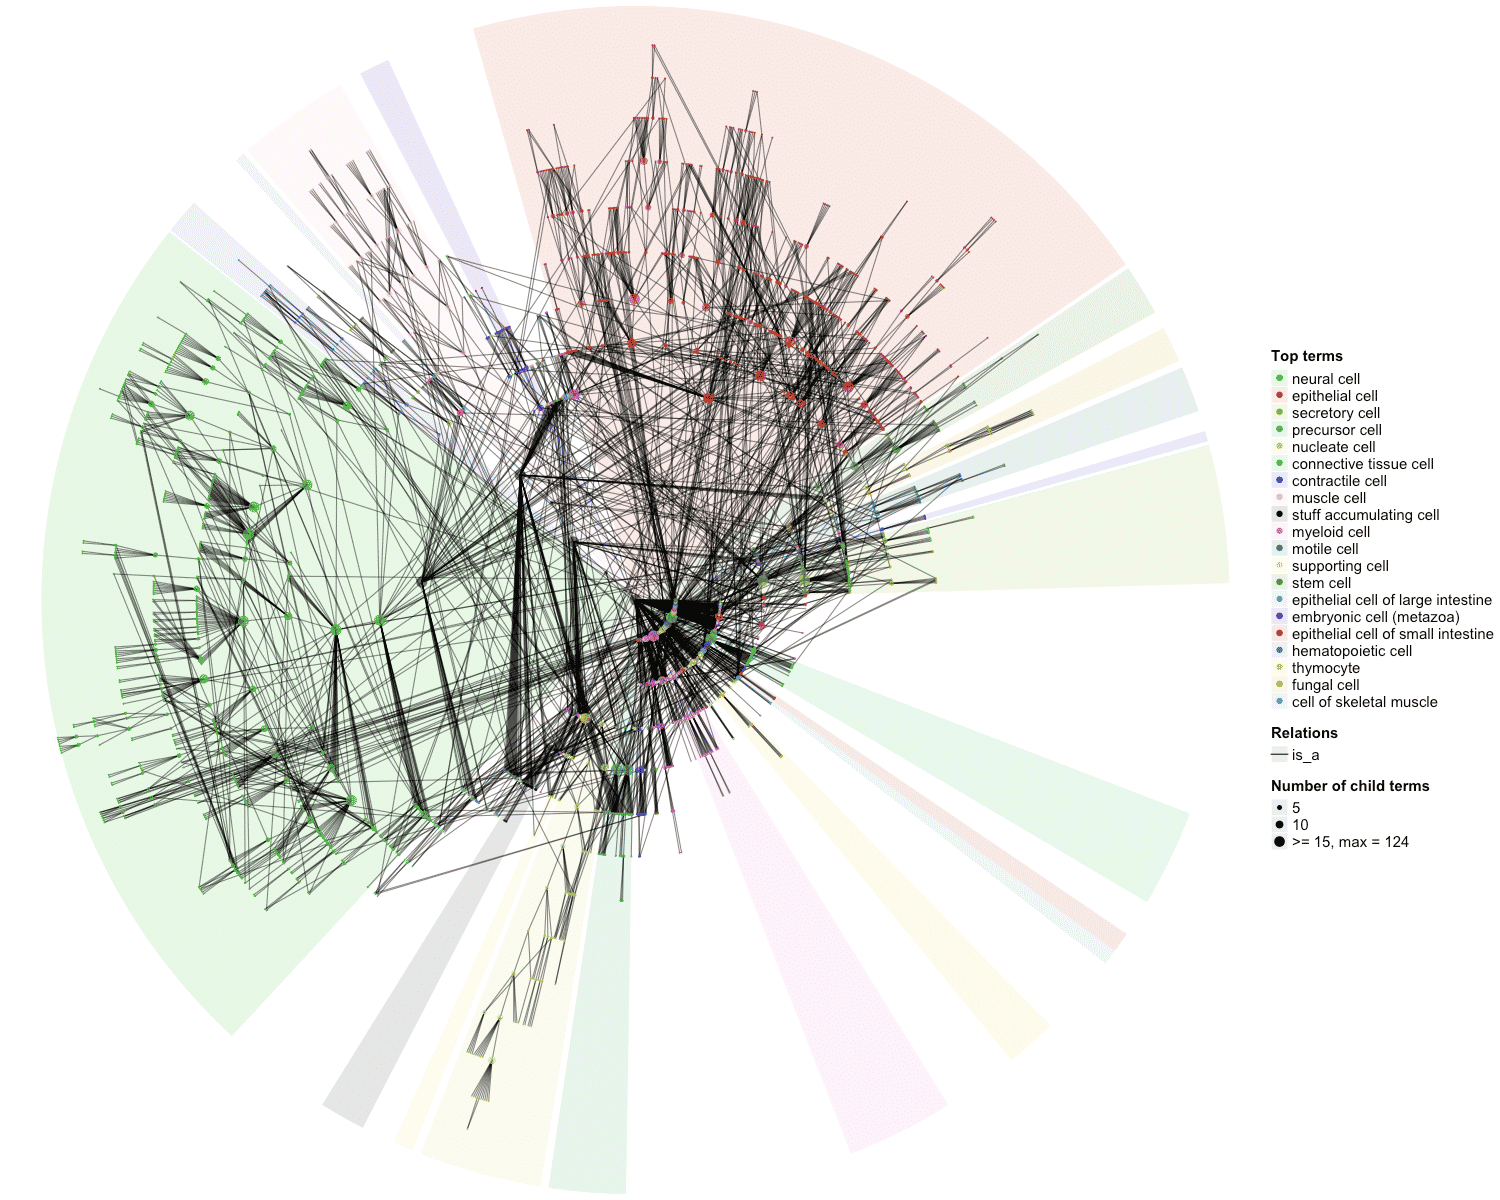 Top terms
neural cell
epithelial cell
secretory cell
precursor cell
nucleate cell
connective tissue cell
contractile cell
muscle cell
stuff accumulating cell
myeloid cell
motile cell
supporting cell
stem cell
epithelial cell of large intestine
embryonic cell (metazoa)
epithelial cell of small intestine
hematopoietic cell
thymocyte
fungal cell
cell of skeletal muscle
Relations
is_a
Number of child terms
5
10
>= 15, max = 124